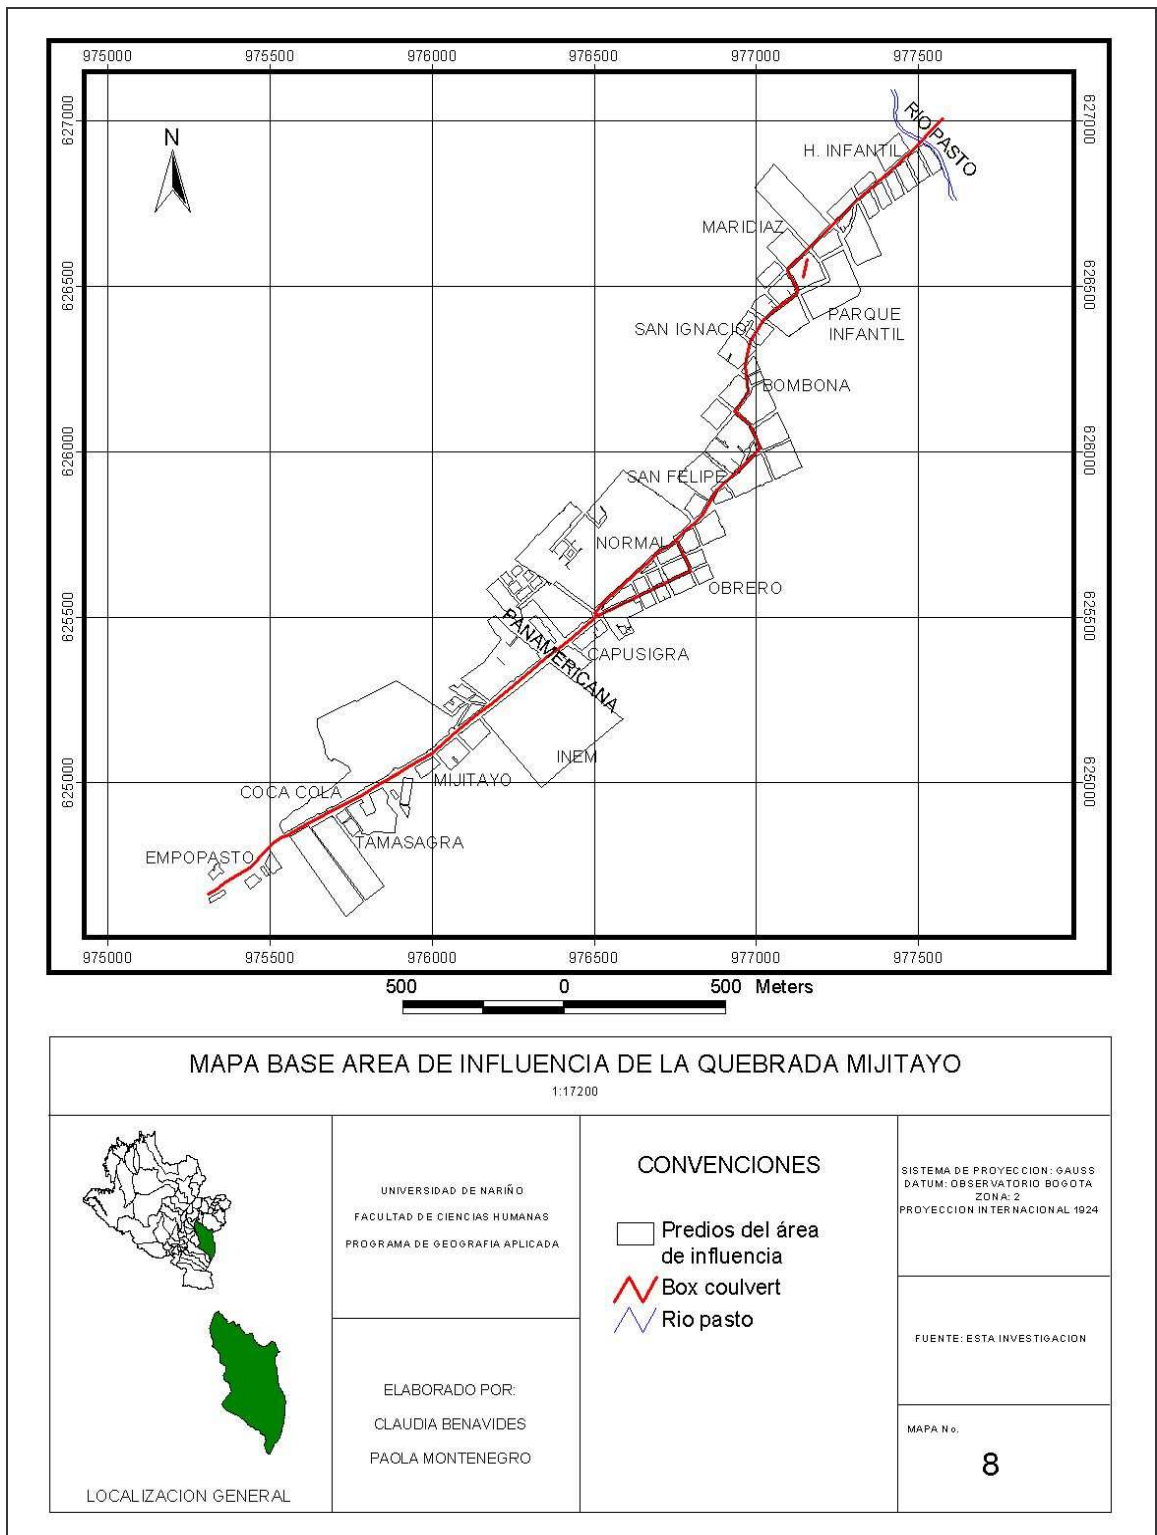 975000 975500 976000 976500 977000 977500
627000
627000
N
RIO PASTO
H. INFANTIL
MARIDIAZ
626500
626500
PARQUE
INFANTIL
SAN IGNACIO
BOMBONA
626000
626000
SAN FELIPE
NORMAL
OBRERO
625500
625500
PANAMERICANA
CAPUSIGRA
INEM
625000
625000
MIJITAYO
COCA COLA
TAMASAGRA
EMPOPASTO
975000 975500 976000 976500 977000 977500
500 0 500 Meters
MAPA BASE AREA DE INFLUENCIA DE LA QUEBRADA MIJITAYO
1:17200
LOCALIZACION GENERAL
UNIVERSIDAD DE NARIÑO
FACULTAD DE CIENCIAS HUMANAS
PROGRAMA DE GEOGRAFIA APLICADA
ELABORADO POR:
CLAUDIA BENAVIDES
PAOLA MONTENEGRO
CONVENCIONES
Predios del área
de influencia
Box coulvert
Rio pasto
SISTEMA DE PROYECCION: GAUSS
DATUM: OBSERVATORIO BOGOTA
ZONA: 2
PROYECCION INTERNACIONAL 1924
FUENTE: ESTA INVESTIGACION
MAPA No.
8